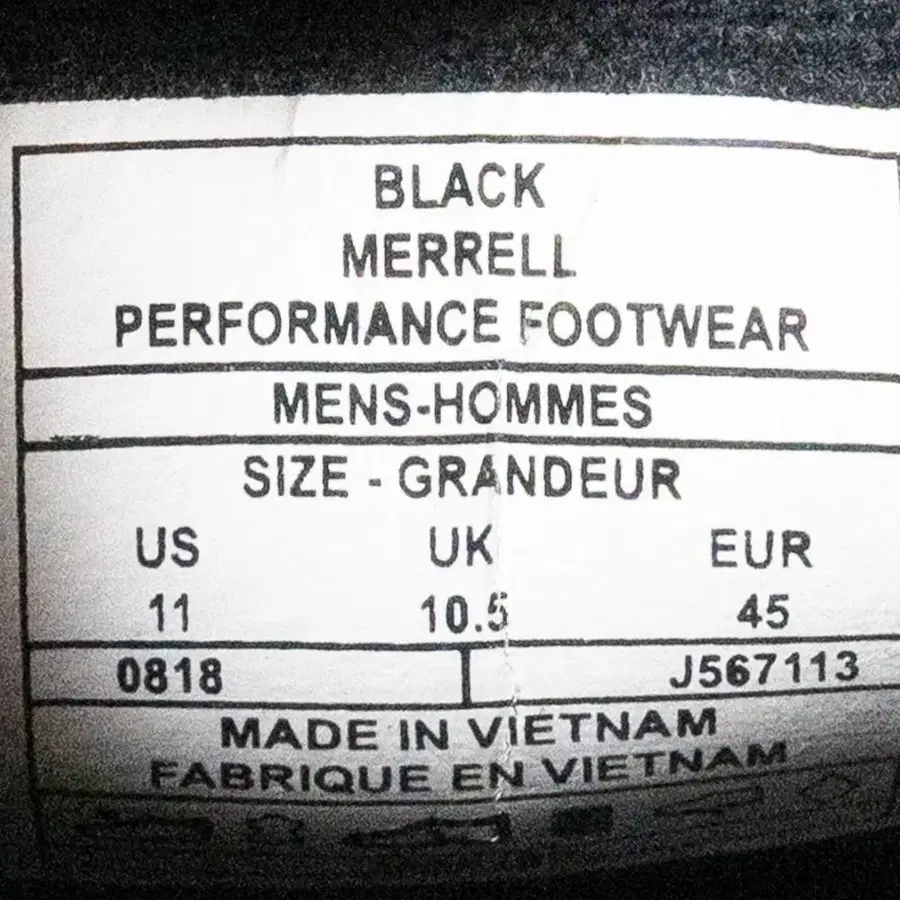 BLACK
MERRELL
PERFORMANCE FOOTWEAR
MENS-HOMMES
SIZE - GRANDEUR
US UK EUR
11 10.5 45
0818 J567113
MADE IN VIETNAM
FABRIQUE EN VIETNAM